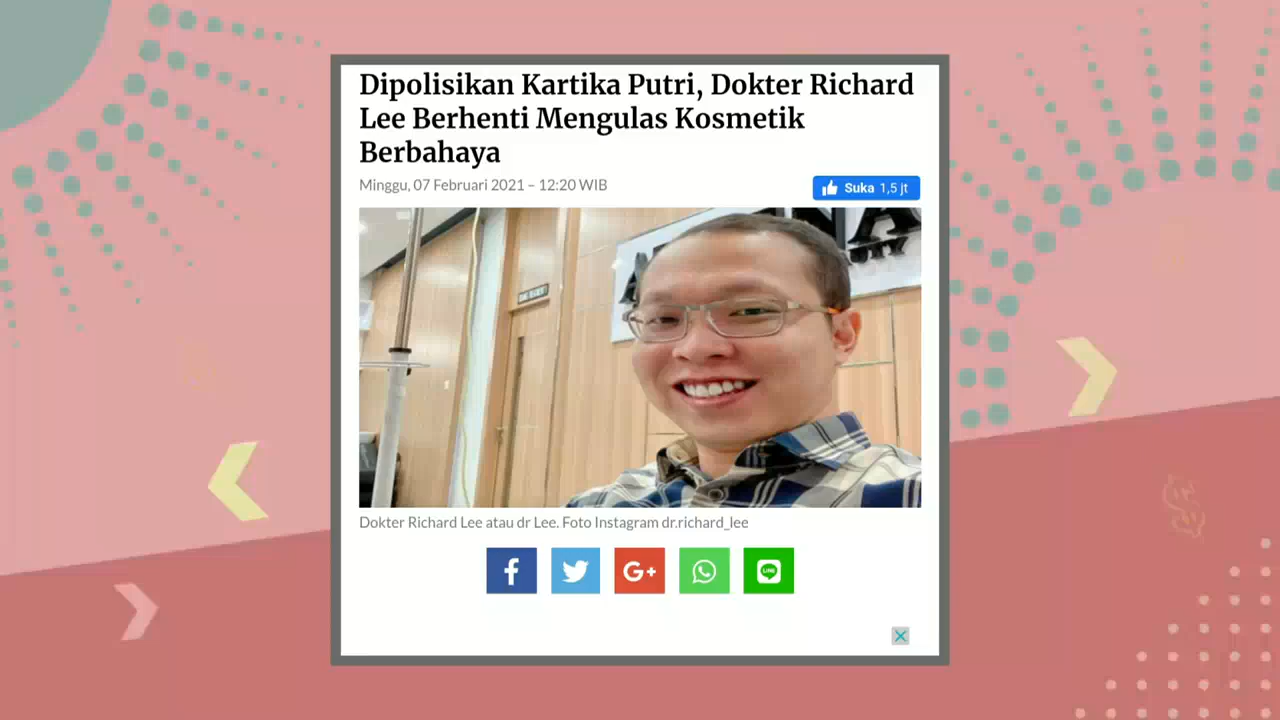 Dipolisikan Kartika Putri, Dokter Richard
Lee Berhenti Mengulas Kosmetik
Berbahaya
Minggu, 07 Februari 2021 – 12:20 WIB
Suka 1,5 jt
Dokter Richard Lee atau dr Lee. Foto Instagram dr.richard_lee